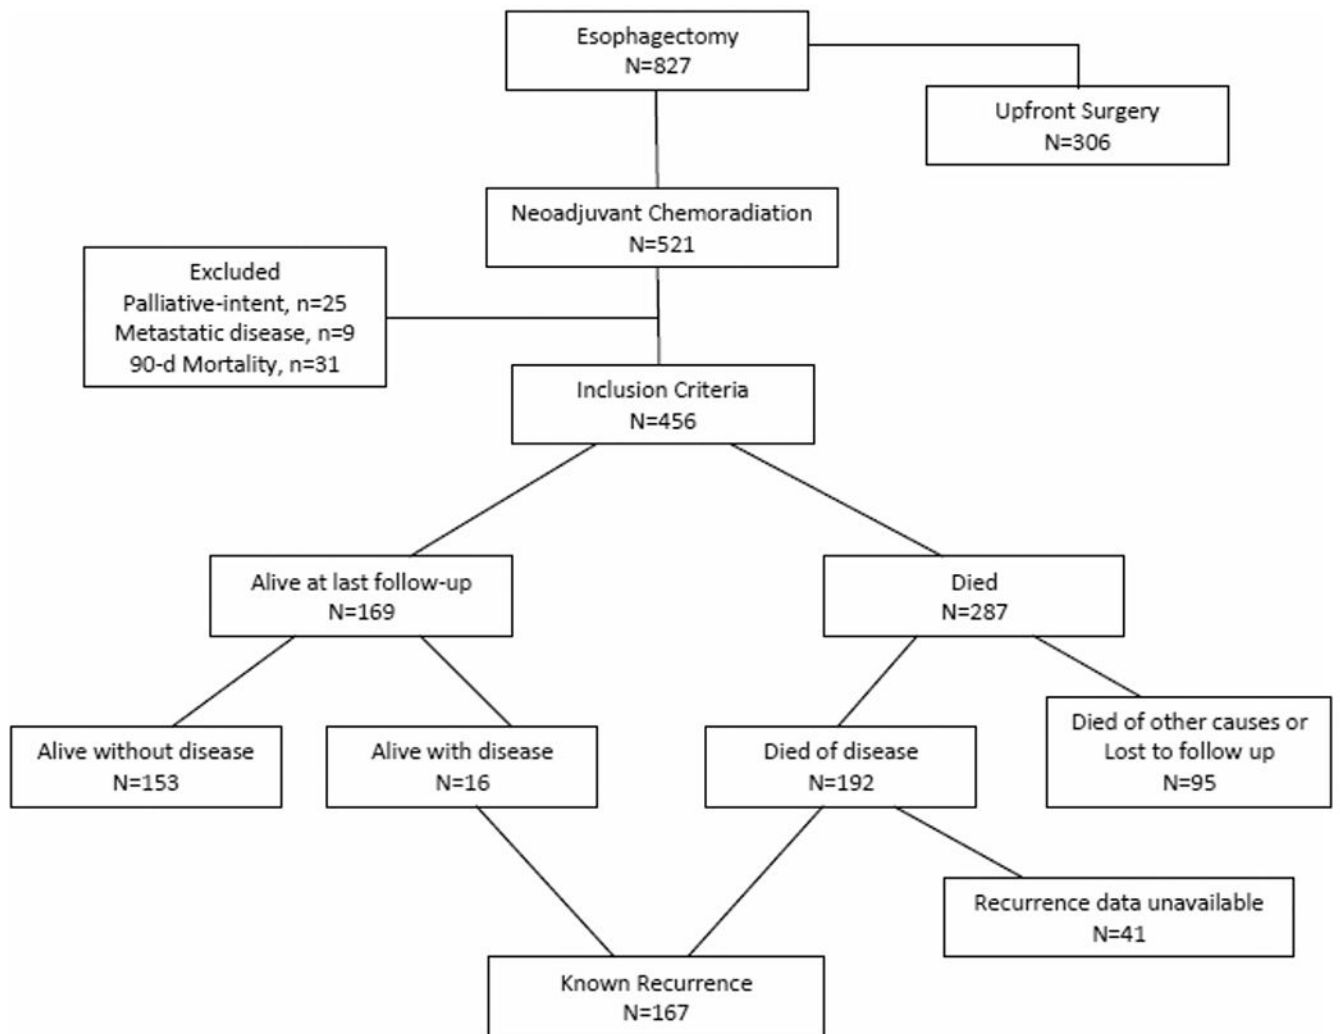 Esophagectomy
N=827
Upfront Surgery
N=306
Neoadjuvant Chemoradiation
N=521
Excluded
Palliative-intent, n=25
Metastatic disease, n=9
90-d Mortality, n=31
Inclusion Criteria
N=456
Alive at last follow-up
N=169
Died
N=287
Alive without disease
N=153
Alive with disease
N=16
Died of disease
N=192
Died of other causes or
Lost to follow up
N=95
Recurrence data unavailable
N=41
Known Recurrence
N=167